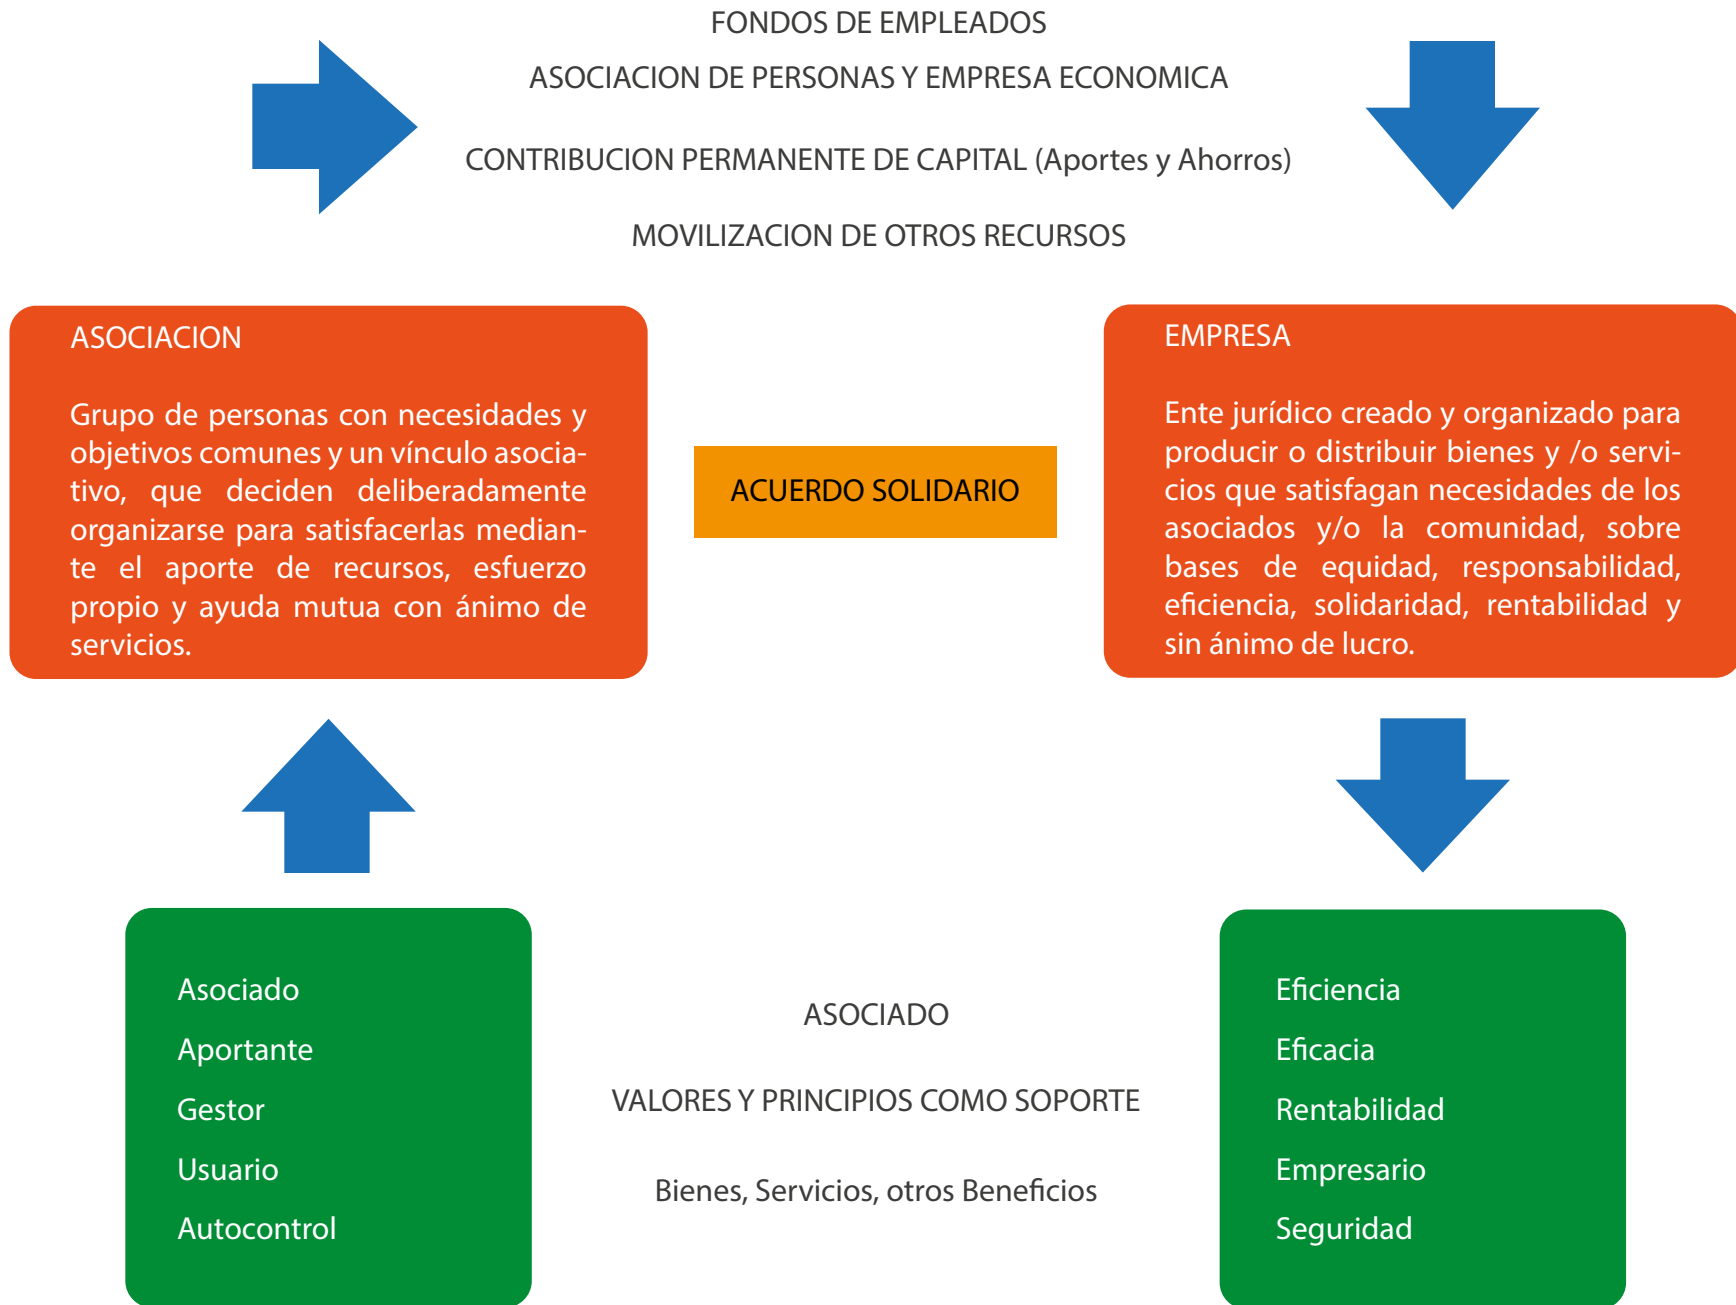 FONDOS DE EMPLEADOS
ASOCIACION DE PERSONAS Y EMPRESA ECONOMICA
CONTRIBUCION PERMANENTE DE CAPITAL (Aportes y Ahorros)
MOVILIZACION DE OTROS RECURSOS
ASOCIACION
Grupo de personas con necesidades y
objetivos comunes y un vínculo asocia-
tivo, que deciden deliberadamente
organizarse para satisfacerlas median-
te el aporte de recursos, esfuerzo
propio y ayuda mutua con ánimo de
servicios.
ACUERDO SOLIDARIO
EMPRESA
Ente jurídico creado y organizado para
producir o distribuir bienes y /o servi-
cios que satisfagan necesidades de los
asociados y/o la comunidad, sobre
bases de equidad, responsabilidad,
eficiencia, solidaridad, rentabilidad y
sin ánimo de lucro.
Asociado
Aportante
Gestor
Usuario
Autocontrol
ASOCIADO
VALORES Y PRINCIPIOS COMO SOPORTE
Bienes, Servicios, otros Beneficios
Eficiencia
Eficacia
Rentabilidad
Empresario
Seguridad